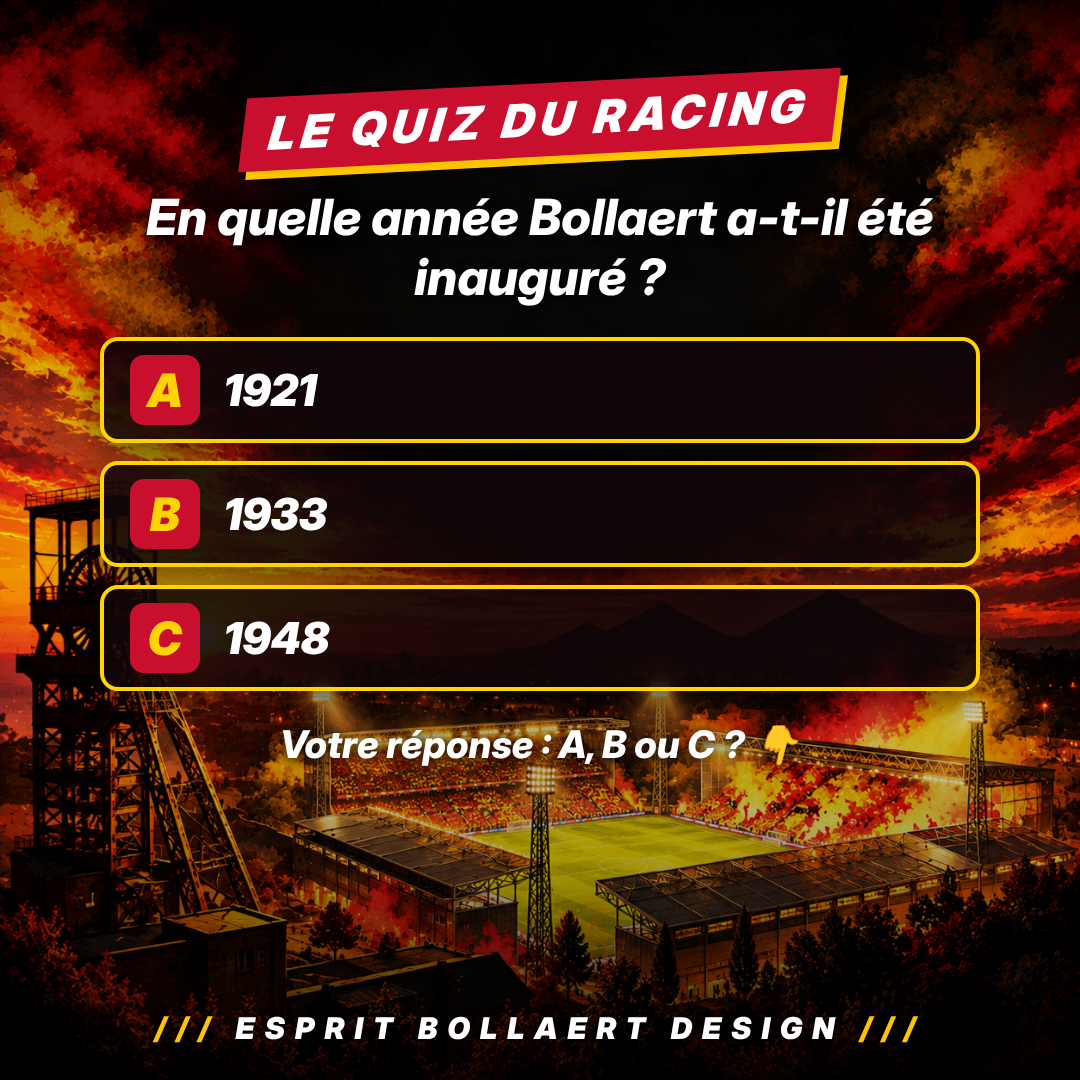 LE QUIZ DU RACING
En quelle année Bollaert a-t-il été
inauguré ?
A 1921
B 1933
C 1948
Votre réponse : A, B ou C ? 👇
/// ESPRIT BOLLAERT DESIGN ///